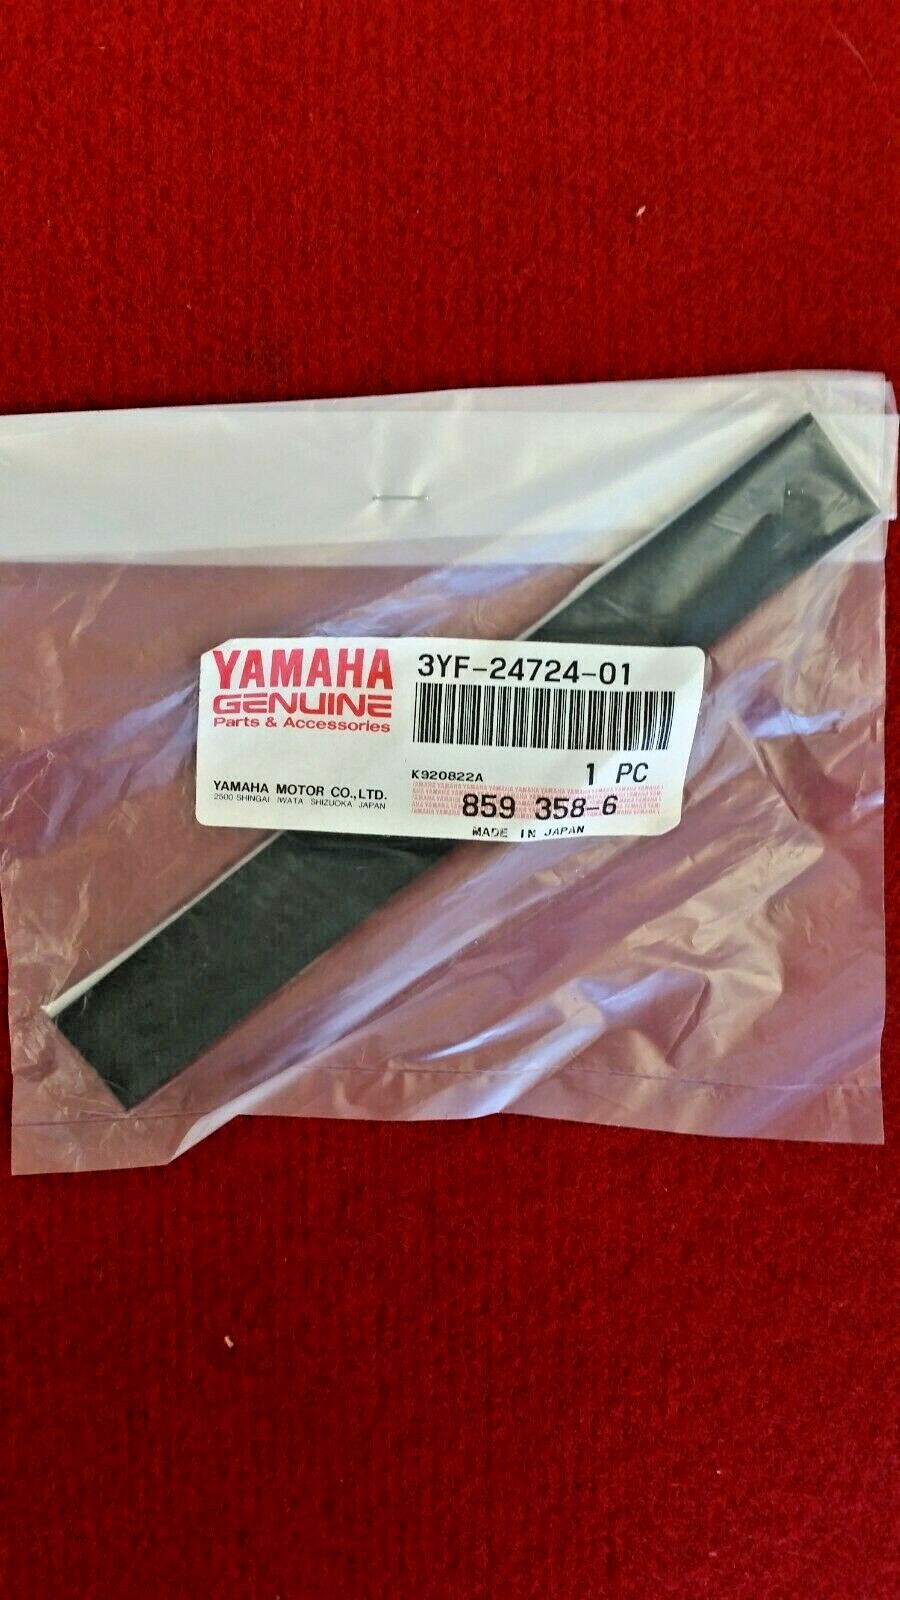 YAMAHA
GENUINE
Parts & Accessories
YAMAHA MOTOR CO.,LTD.
2500 SHINGAI IWATA SHIZUOKA JAPAN
3YF-24724-01
K920822A
1 PC
859 358-6
MADE IN JAPAN